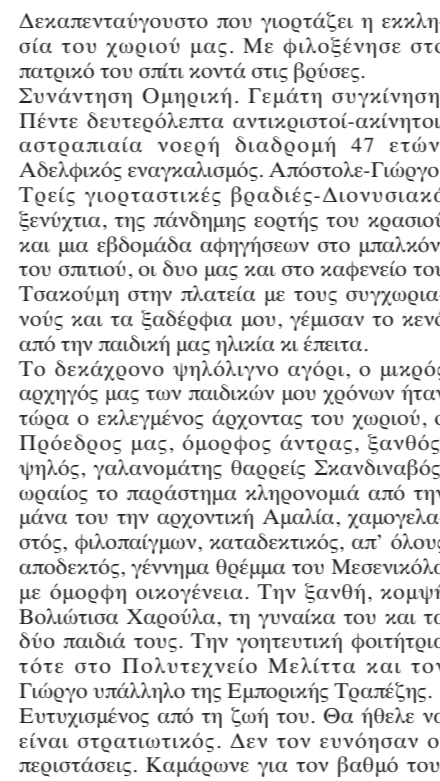 Δεκαπενταύγουστο που γιορτάζει η εκκλη-
σία του χωριού μας. Με φιλοξένησε στο
πατρικό του σπίτι κοντά στις βρύσες.
Συνάντηση Ομηρική. Γεμάτη συγκίνηση
Πέντε δευτερόλεπτα αντικριστοί-ακίνητοι
αστραπιαία νοερή διαδρομή 47 ετών
Αδελφικός εναγκαλισμός. Απόστολε-Γιώργο
Τρείς γιορταστικές βραδιές-Διονυσιακά
ξενύχτια, της πάνδημης εορτής του κρασιού
και μια εβδομάδα αφηγήσεων στο μπαλκόνι
του σπιτιού, οι δυο μας και στο καφενείο του
Τσακούμη στην πλατεία με τους συγχωρια-
νούς και τα ξαδέρφια μου, γέμισαν το κενό
από την παιδική μας ηλικία κι έπειτα.
Το δεκάχρονο ψηλόλιγνο αγόρι, ο μικρός
αρχηγός μας των παιδικών μου χρόνων ήταν
τώρα ο εκλεγμένος άρχοντας του χωριού, ο
Πρόεδρος μας, όμορφος άντρας, ξανθός,
ψηλός, γαλανομάτης θαρρείς Σκανδιναβός,
ωραίος το παράστημα κληρονομιά από την
μάνα του την αρχοντική Αμαλία, χαμογελα-
στός, φιλοπαίγμων, καταδεκτικός, απ' όλους
αποδεκτός, γέννημα θρέμμα του Μεσενικόλα
με όμορφη οικογένεια. Την ξανθή, κομψή
Βολιώτισα Χαρούλα, τη γυναίκα του και τα
δύο παιδιά τους. Την γοητευτική φοιτήτρια
τότε στο Πολυτεχνείο Μελίττα και τον
Γιώργο υπάλληλο της Εμπορικής Τραπέζης.
Ευτυχισμένος από τη ζωή του. Θα ήθελε να
είναι στρατιωτικός. Δεν τον ευνόησαν οι
περιστάσεις. Καμάρωνε για τον βαθμό του